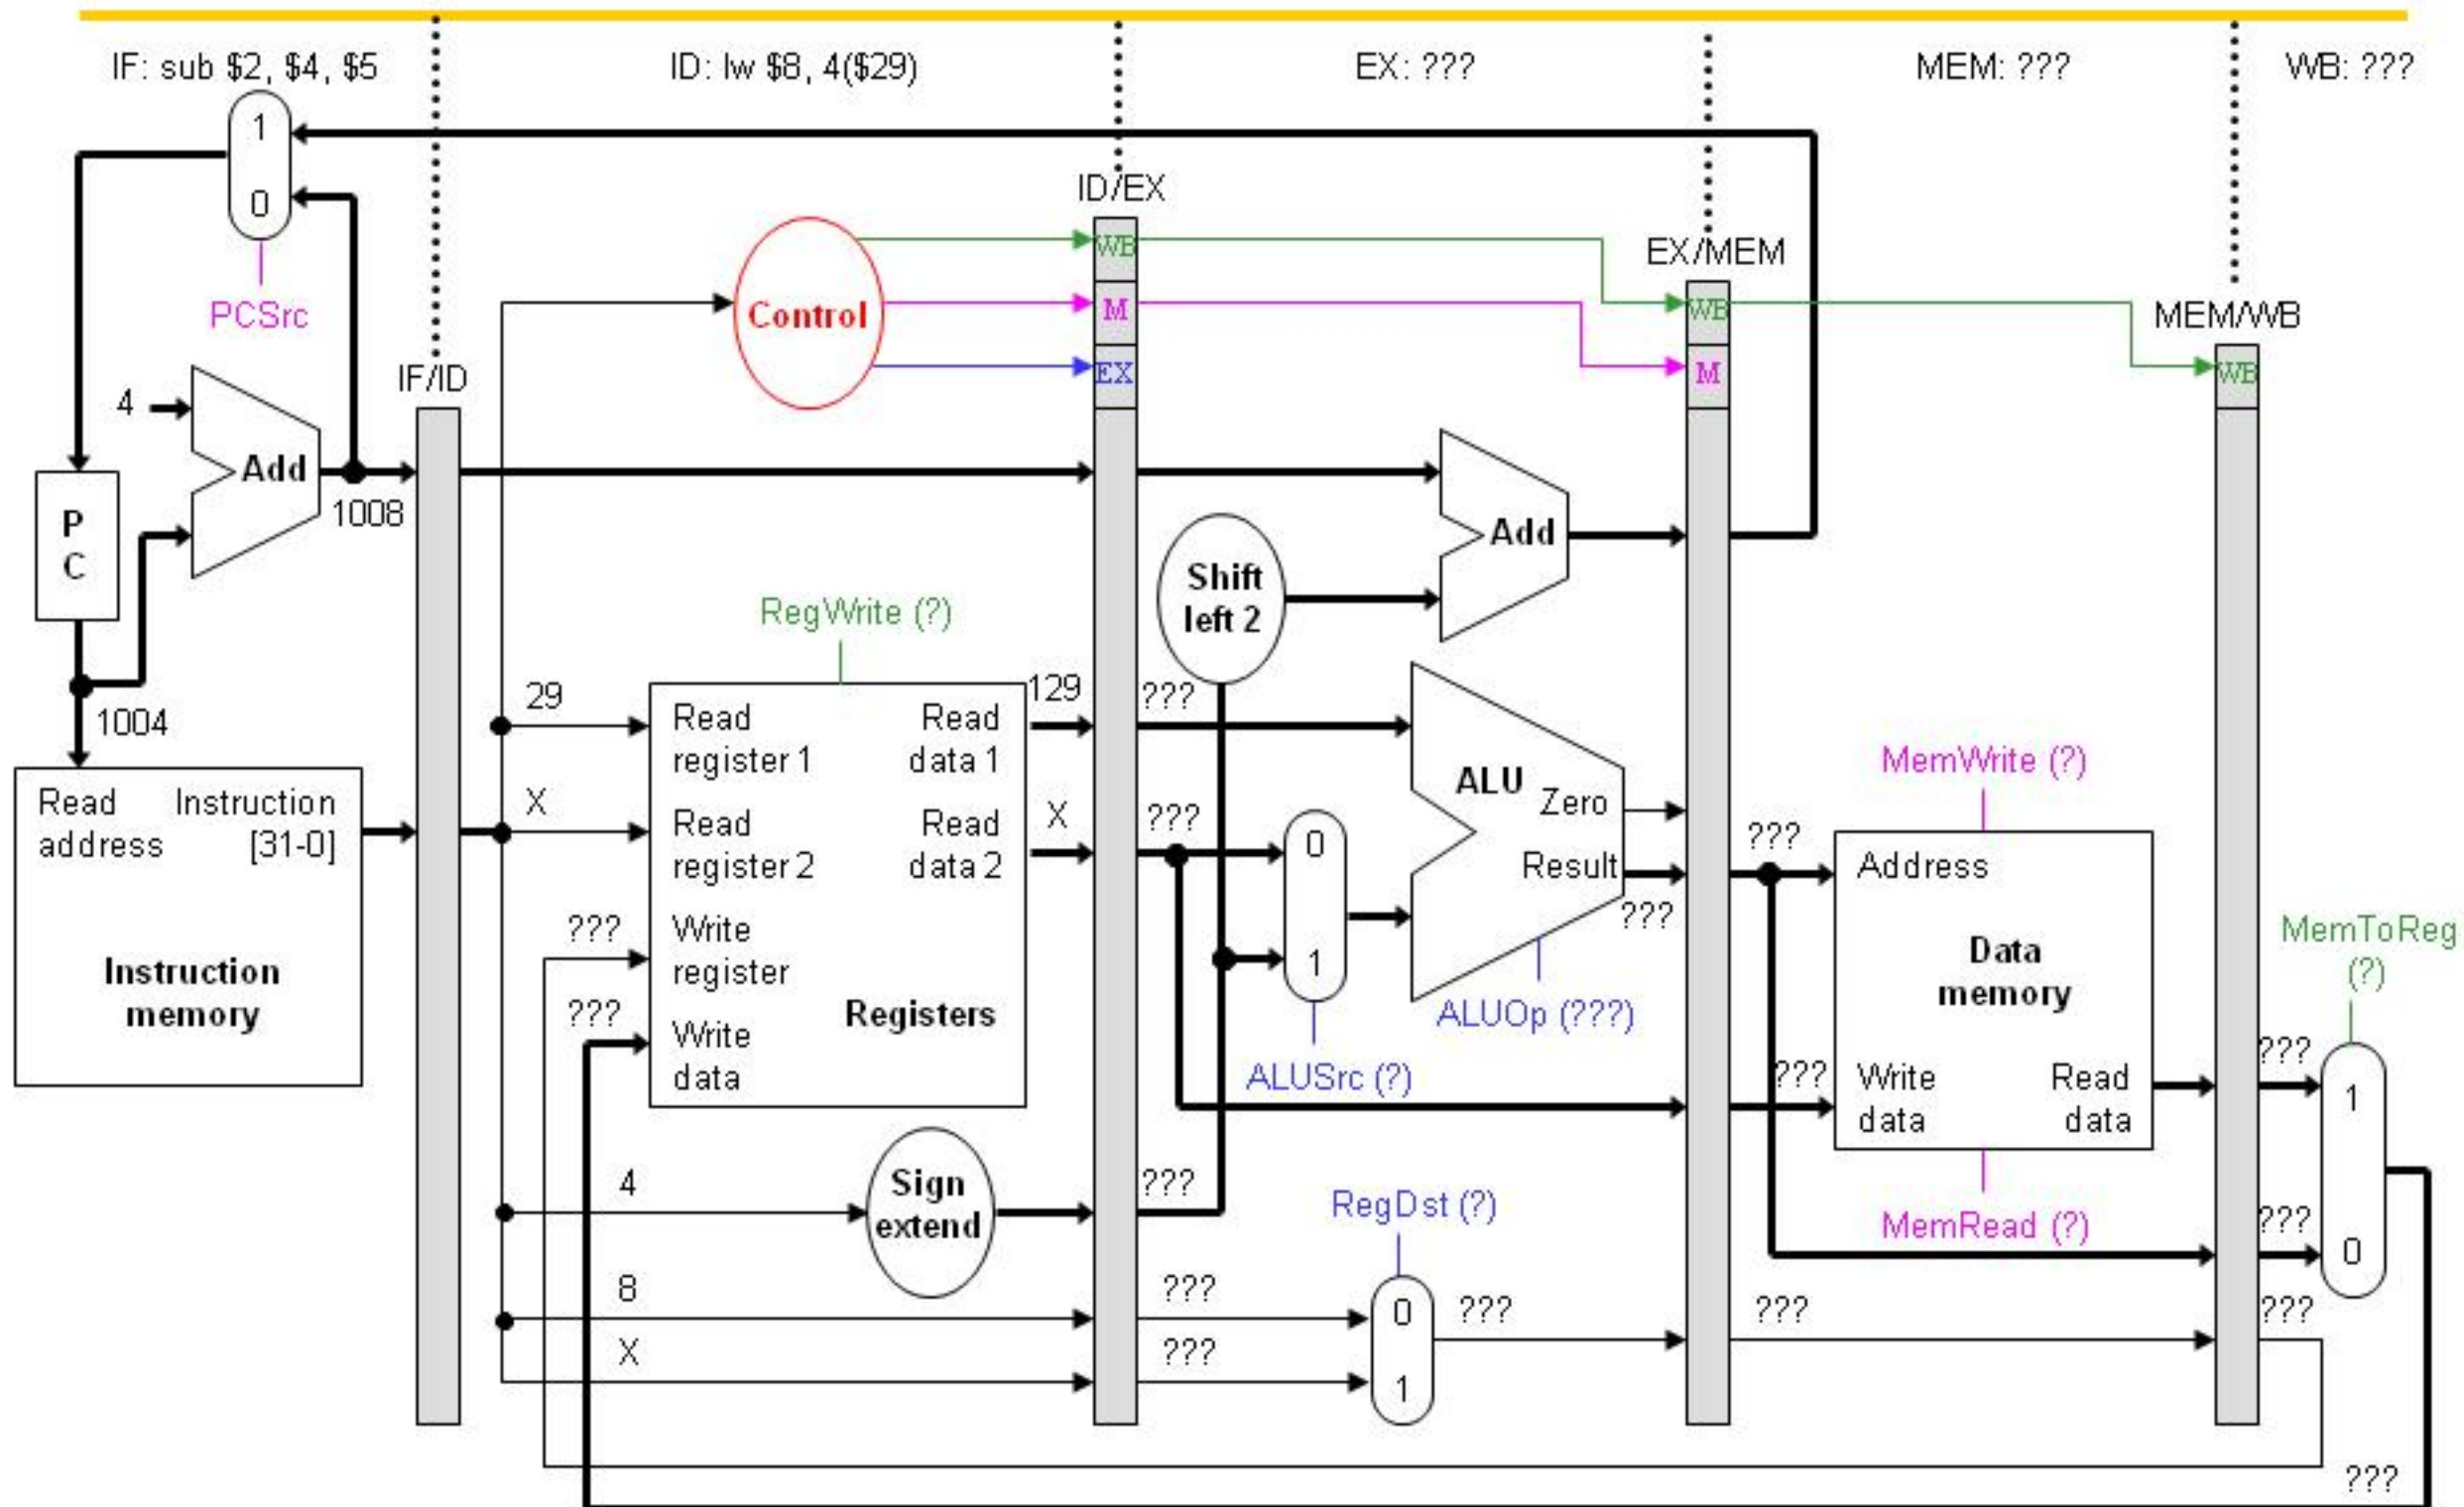 IF: sub $2, $4, $5
ID: lw $8, 4($29)
EX: ???
MEM: ???
WB: ???
1
0
PCSrc
4
Add
1008
P
C
1004
Read
address
Instruction
[31-0]
Instruction
memory
IF/ID
Control
ID/EX
WB
M
EX
EX/MEM
WB
M
MEM/WB
WB
RegWrite (?)
29
X
???
???
Read
register 1
Read
data 1
Read
register 2
Read
data 2
Write
register
Write
data
Registers
129
X
4
Sign
extend
8
X
Shift
left 2
Add
???
???
???
???
???
0
1
ALUSrc (?)
ALU
Zero
Result
???
ALUOp (???)
RegDst (?)
0
1
???
???
???
???
MemWrite (?)
Address
Data
memory
Write
data
Read
data
MemRead (?)
MemToReg
(?)
???
???
1
0
???
???